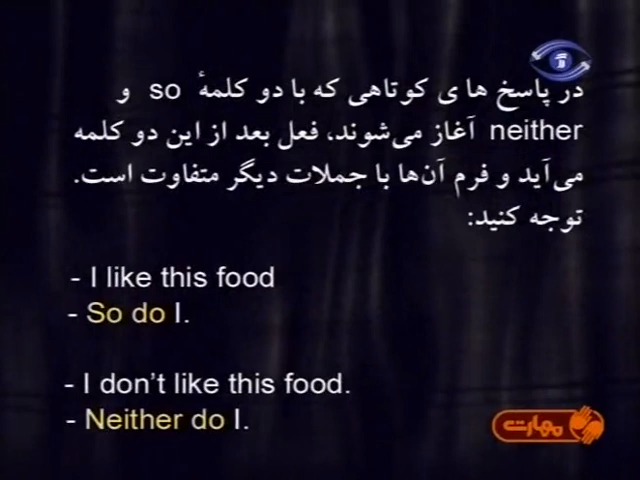 در پاسخ های کوتاهی که با دو کلمهٔ so و
neither آغاز می‌شوند، فعل بعد از این دو کلمه
می‌آید و فرم آن‌ها با جملات دیگر متفاوت است.
توجه کنید:
- I like this food
- So do I.
- I don't like this food.
- Neither do I.
مهارت